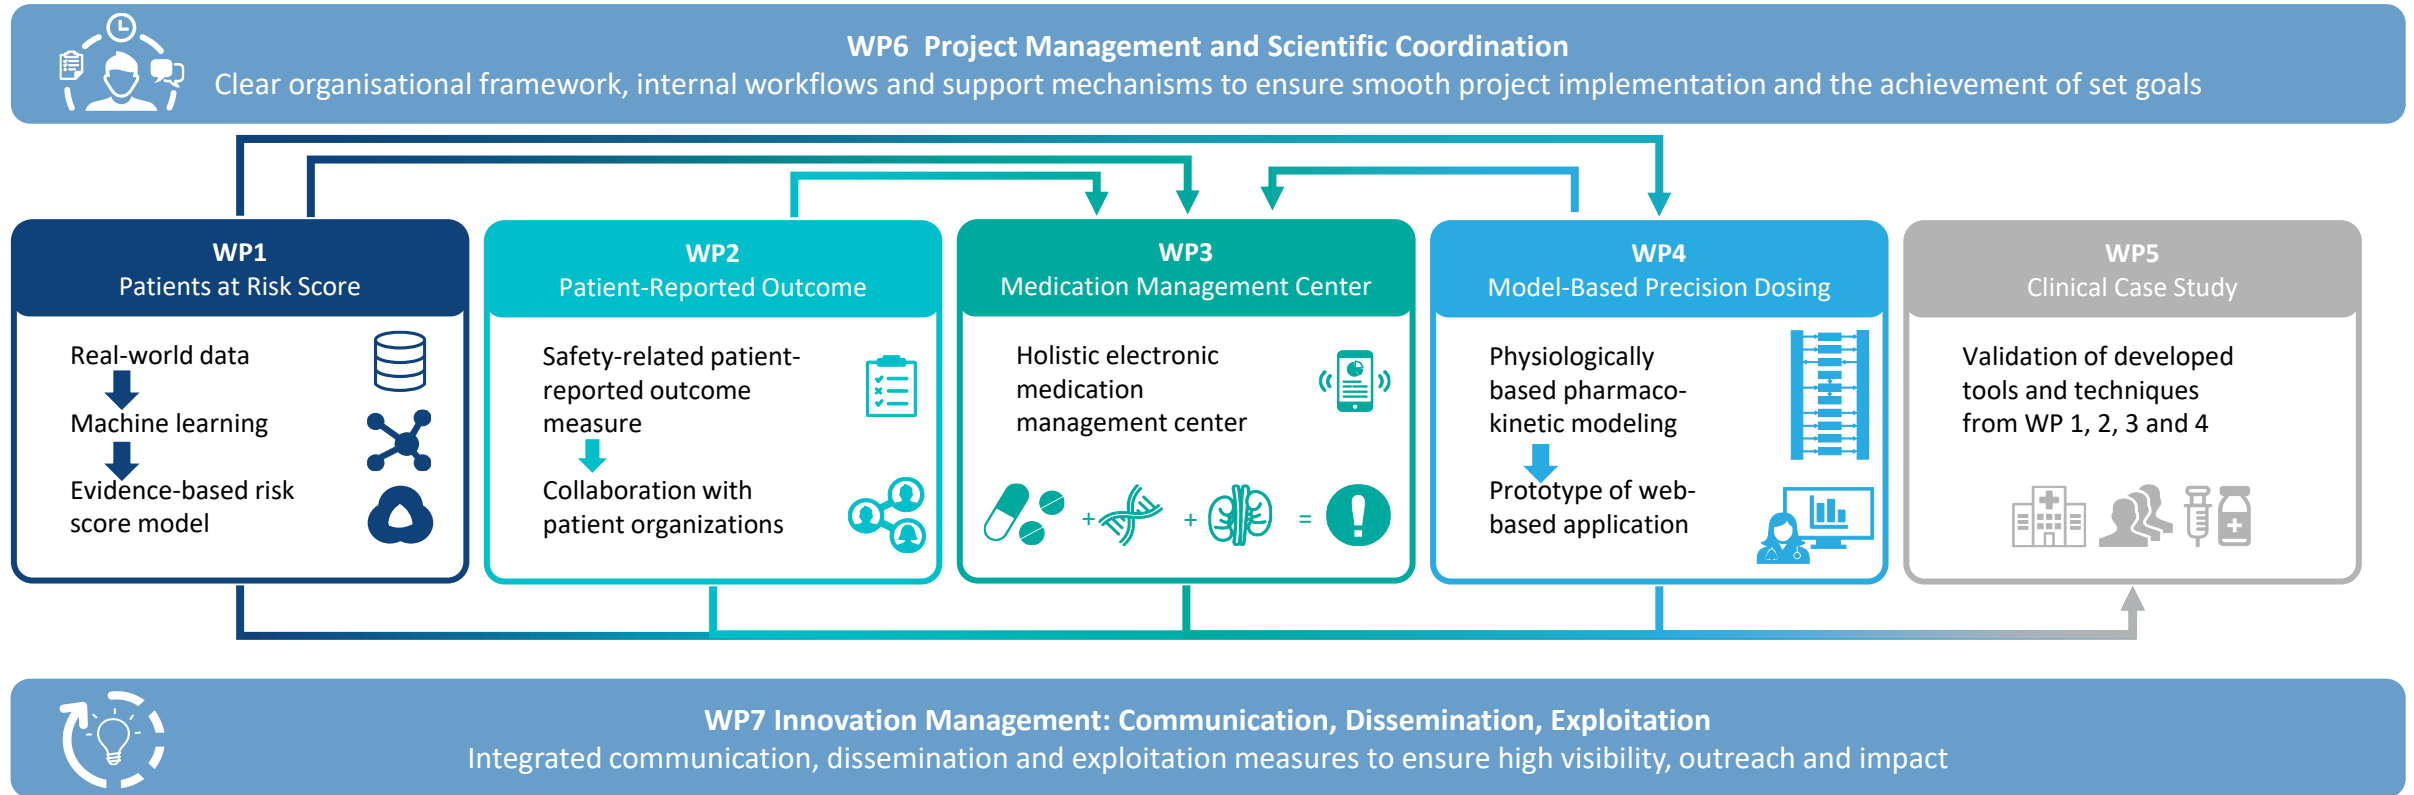 WP6  Project Management and Scientific Coordination
Clear organisational framework, internal workflows and support mechanisms to ensure smooth project implementation and the achievement of set goals
WP1
Patients at Risk Score
Real-world data
Machine learning
Evidence-based risk
score model
WP2
Patient-Reported Outcome
Safety-related patient-
reported outcome
measure
Collaboration with
patient organizations
WP3
Medication Management Center
Holistic electronic
medication
management center
+ + =
WP4
Model-Based Precision Dosing
Physiologically
based pharmaco-
kinetic modeling
Prototype of web-
based application
WP5
Clinical Case Study
Validation of developed
tools and techniques
from WP 1, 2, 3 and 4
WP7 Innovation Management: Communication, Dissemination, Exploitation
Integrated communication, dissemination and exploitation measures to ensure high visibility, outreach and impact